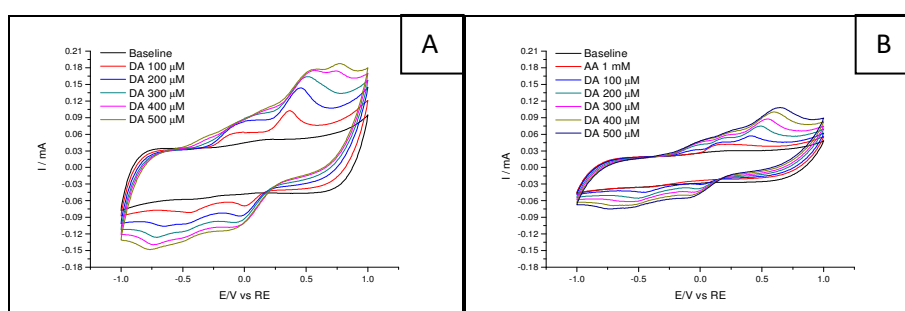 A
0.21
0.18
0.15
0.12
0.09
0.06
0.03
0.00
-0.03
-0.06
-0.09
-0.12
-0.15
-0.18
I / mA
Baseline
DA 100 µM
DA 200 µM
DA 300 µM
DA 400 µM
DA 500 µM
-1.0 -0.5 0.0 0.5 1.0
E/V vs RE
B
0.21
0.18
0.15
0.12
0.09
0.06
0.03
0.00
-0.03
-0.06
-0.09
-0.12
-0.15
-0.18
I / mA
Baseline
AA 1 mM
DA 100 µM
DA 200 µM
DA 300 µM
DA 400 µM
DA 500 µM
-1.0 -0.5 0.0 0.5 1.0
E/V vs RE